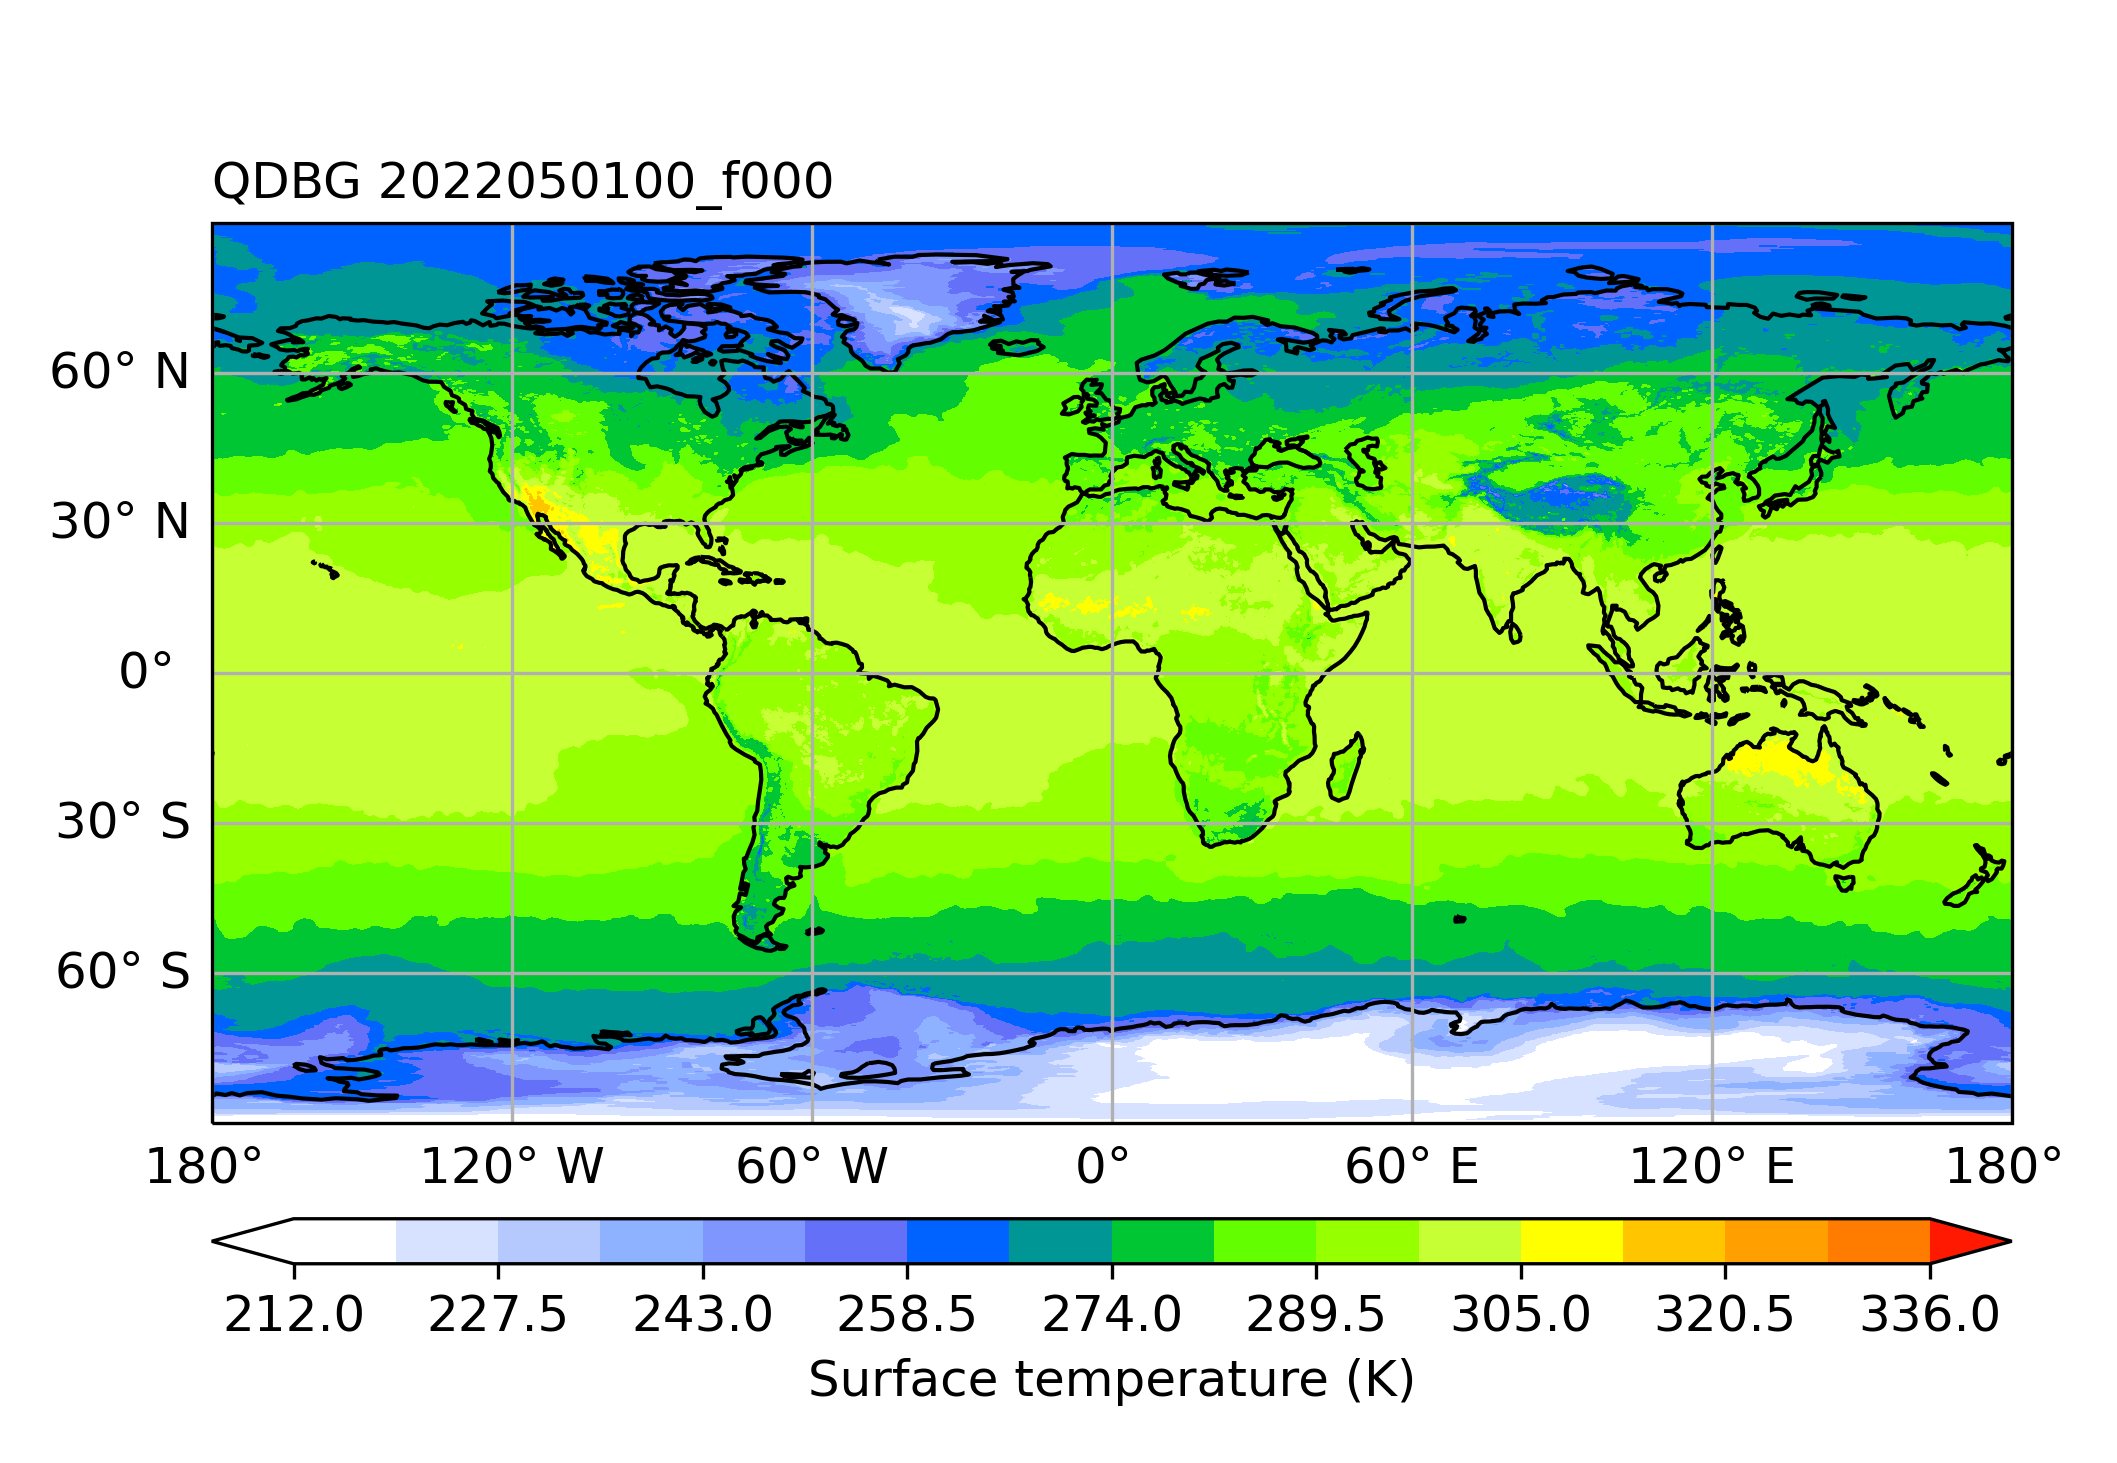 QDBG 2022050100_f000
60° N
30° N
0°
30° S
60° S
180° 120° W 60° W 0° 60° E 120° E 180°
212.0 227.5 243.0 258.5 274.0 289.5 305.0 320.5 336.0
Surface temperature (K)